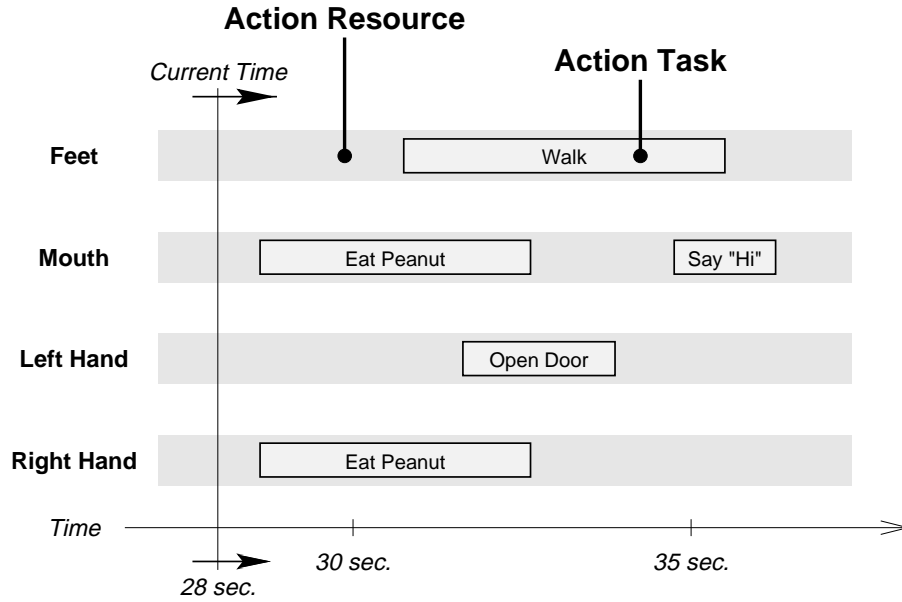 Action Resource
Action Task
Current Time
Feet
Walk
Mouth
Eat Peanut
Say "Hi"
Left Hand
Open Door
Right Hand
Eat Peanut
Time
30 sec.
35 sec.
28 sec.